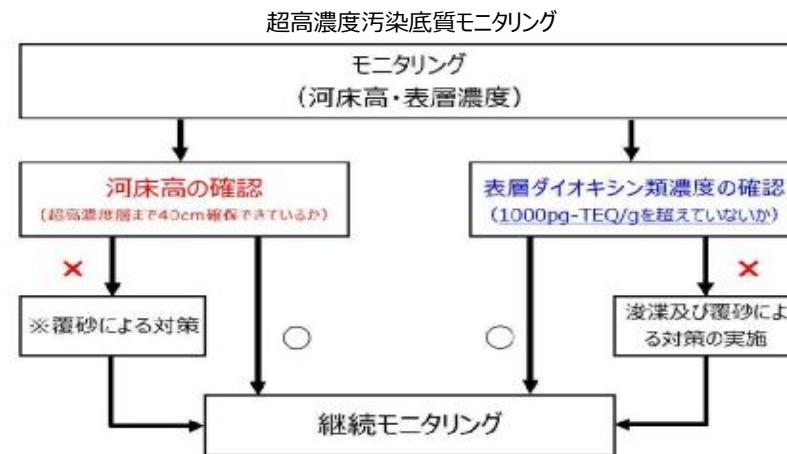 超高濃度汚染底質モニタリング
モニタリング
（河床高・表層濃度）
河床高の確認
（超高濃度層まで40cm確保できているか）
表層ダイオキシン類濃度の確認
（1000pg-TEQ/gを超えていないか）
×
×
※覆砂による対策
○
○
浚渫及び覆砂によ
る対策の実施
継続モニタリング